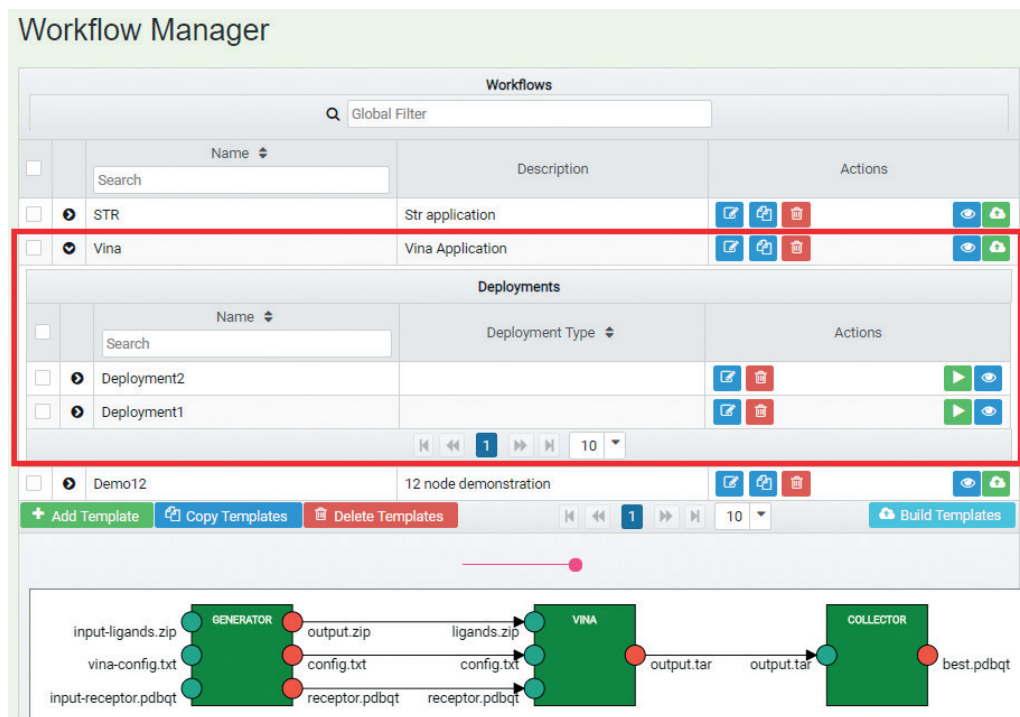 Workflow Manager
Workflows
Global Filter
Name Description Actions
Search
STR Str application
Vina Vina Application
Deployments
Name Deployment Type Actions
Search
Deployment2
Deployment1
1 10
Demo12 12 node demonstration
Add Template Copy Templates Delete Templates 1 10 Build Templates
GENERATOR VINA COLLECTOR
input-ligands.zip output.zip ligands.zip
vina-config.txt config.txt config.txt output.tar output.tar best.pdbqt
input-receptor.pdbqt receptor.pdbqt receptor.pdbqt